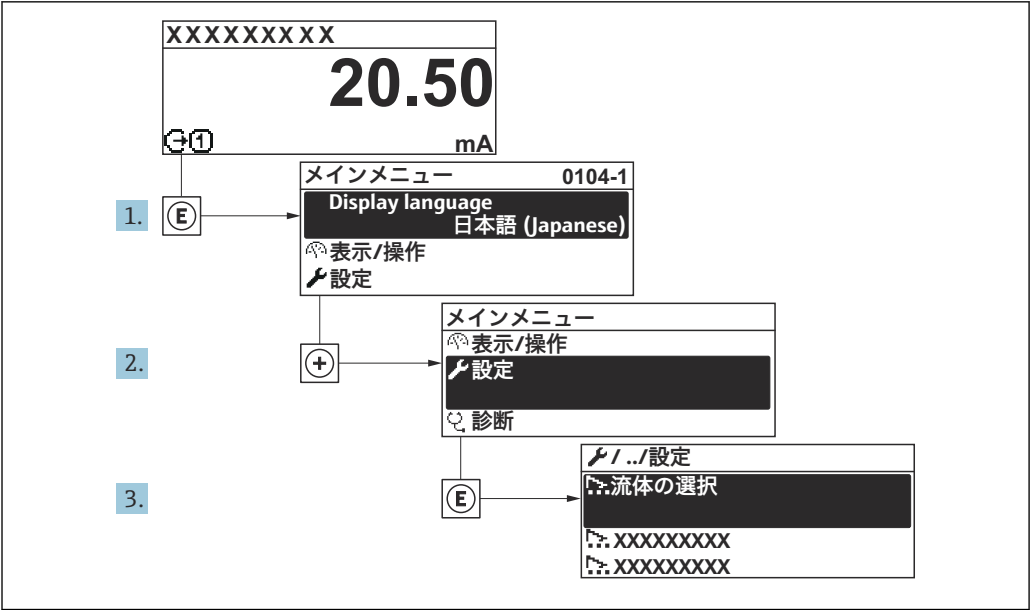 XXXXXXXXX
20.50
1
mA
メインメニュー 0104-1
Display language
日本語 (Japanese)
表示/操作
設定
1.
E
メインメニュー
表示/操作
設定
診断
2.
+
/ ../設定
流体の選択
XXXXXXXXX
XXXXXXXXX
3.
E